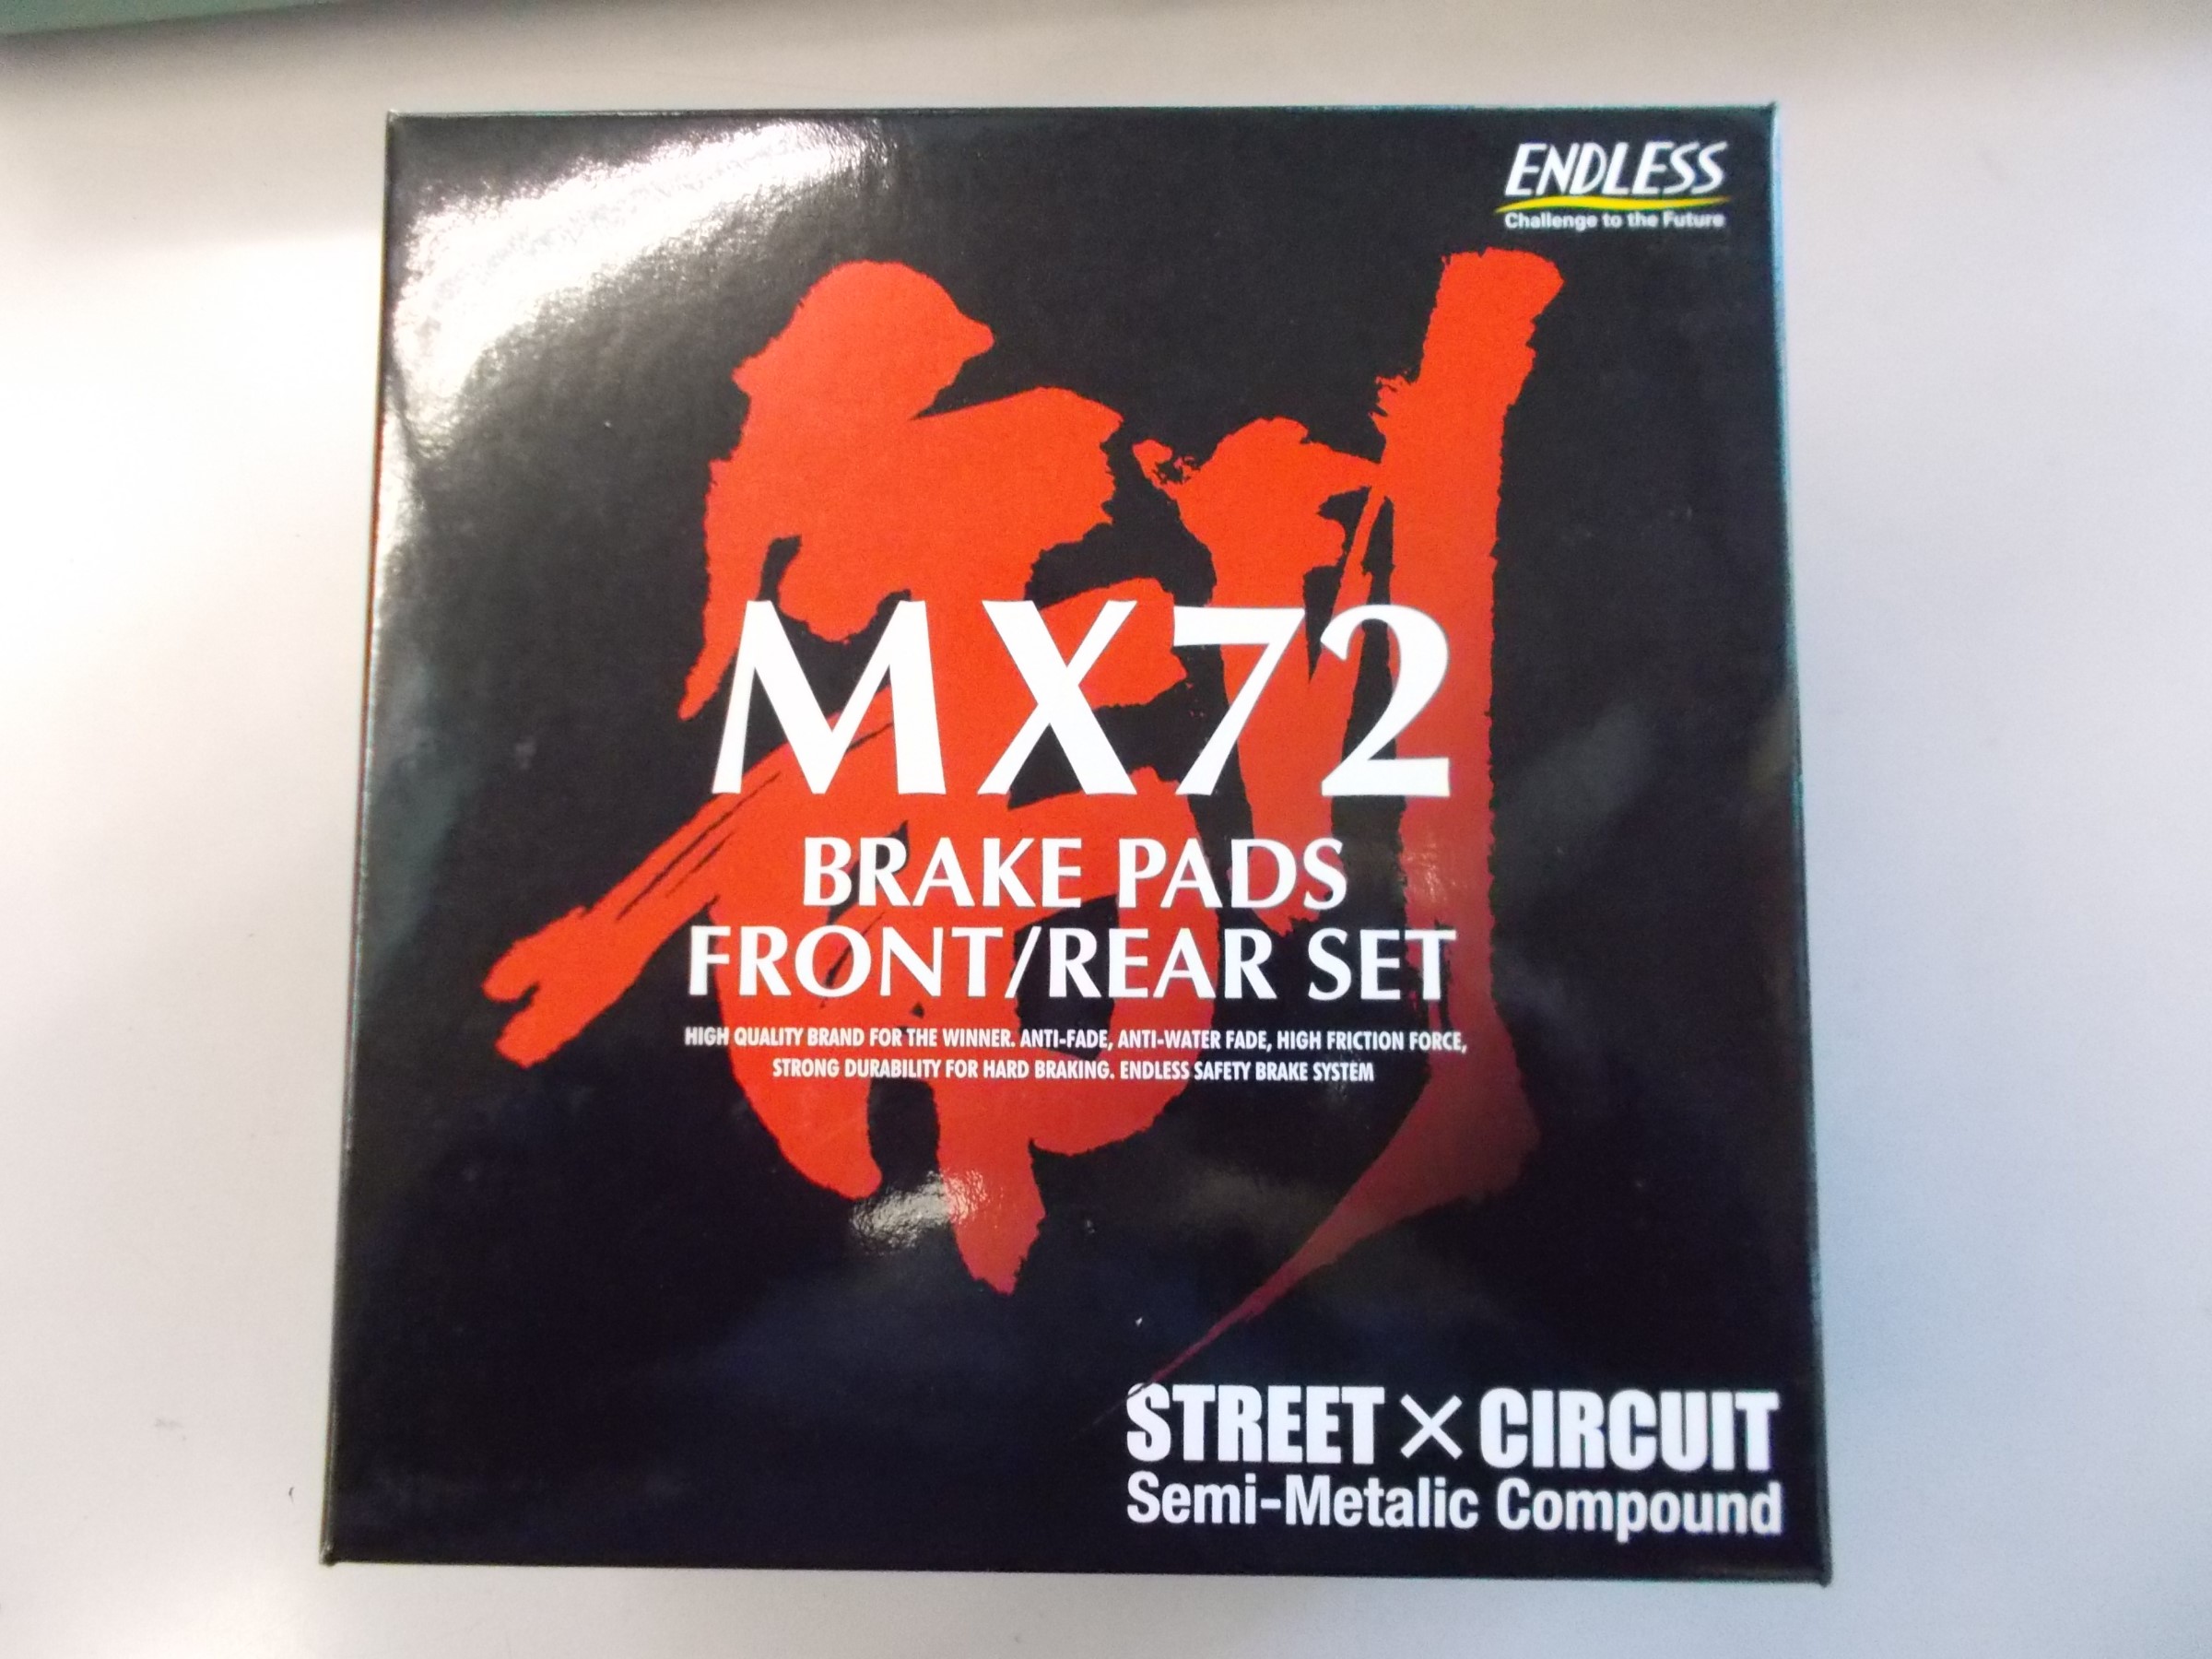 ENDLESS
Challenge to the Future
制
MX72
BRAKE PADS
FRONT/REAR SET
HIGH QUALITY BRAND FOR THE WINNER. ANTI-FADE, ANTI-WATER FADE, HIGH FRICTION FORCE,
STRONG DURABILITY FOR HARD BRAKING. ENDLESS SAFETY BRAKE SYSTEM
STREET×CIRCUIT
Semi-Metalic Compound